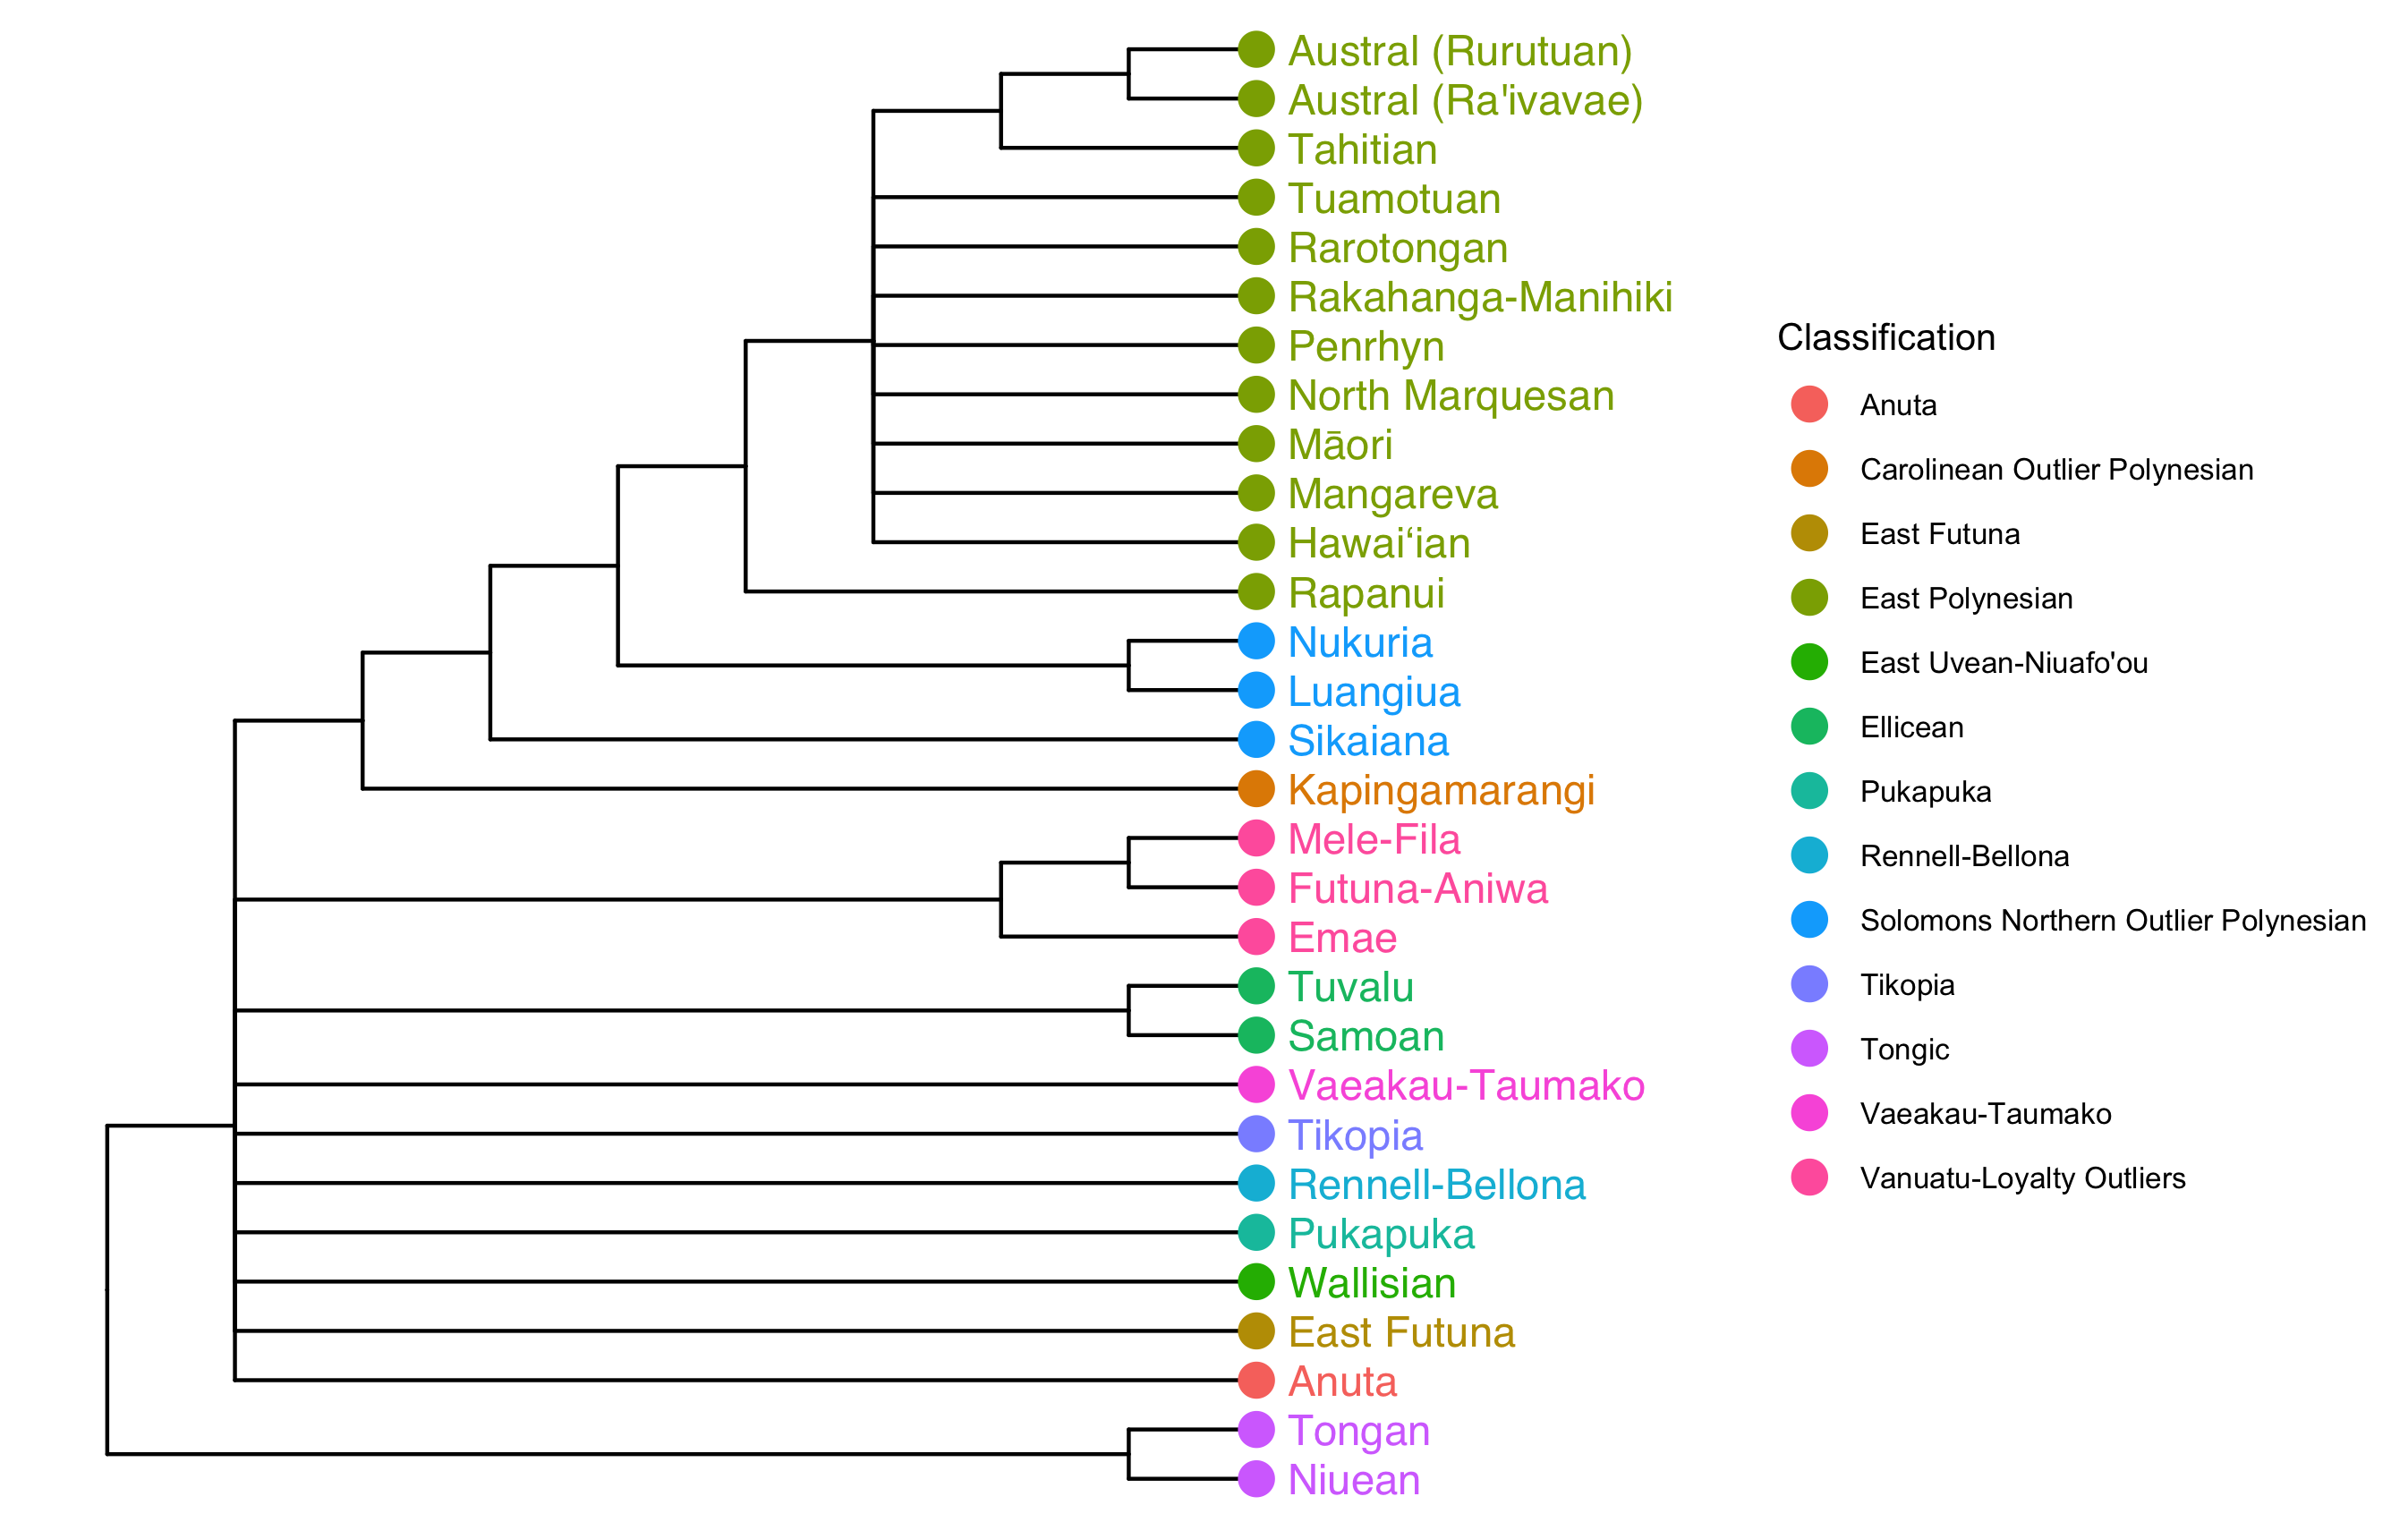 Austral (Rurutuan)
Austral (Ra'ivavae)
Tahitian
Tuamotuan
Rarotongan
Rakahanga-Manihiki
Penrhyn
North Marquesan
Māori
Mangareva
Hawai‘ian
Rapanui
Nukuria
Luangiua
Sikaiana
Kapingamarangi
Mele-Fila
Futuna-Aniwa
Emae
Tuvalu
Samoan
Vaeakau-Taumako
Tikopia
Rennell-Bellona
Pukapuka
Wallisian
East Futuna
Anuta
Tongan
Niuean
Classification
Anuta
Carolinean Outlier Polynesian
East Futuna
East Polynesian
East Uvean-Niuafo'ou
Ellicean
Pukapuka
Rennell-Bellona
Solomons Northern Outlier Polynesian
Tikopia
Tongic
Vaeakau-Taumako
Vanuatu-Loyalty Outliers